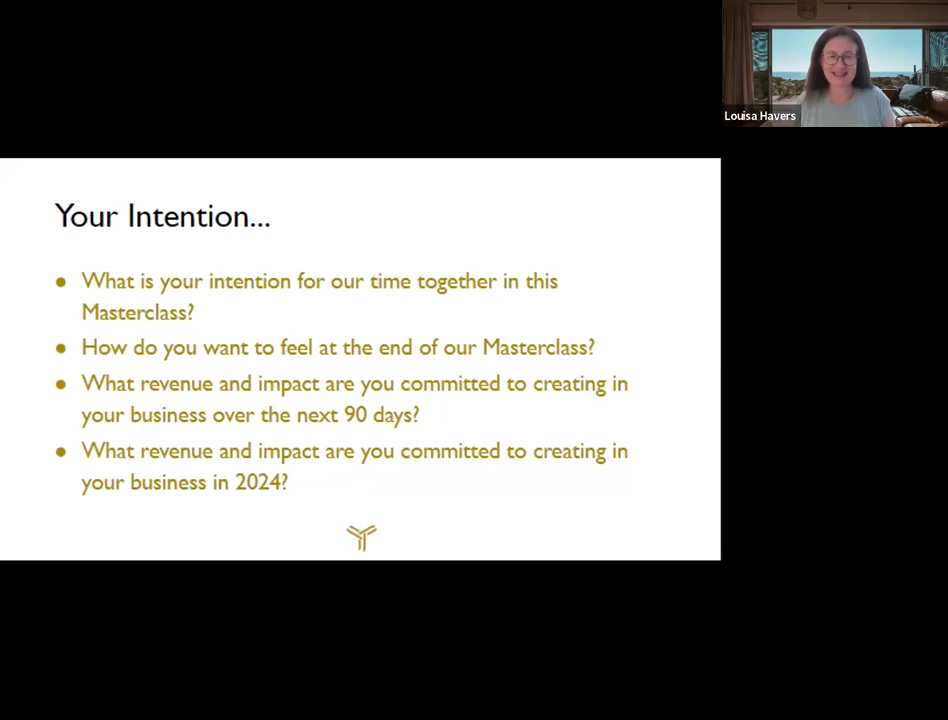 Louisa Havers
Your Intention...
● What is your intention for our time together in this
Masterclass?
● How do you want to feel at the end of our Masterclass?
● What revenue and impact are you committed to creating in
your business over the next 90 days?
● What revenue and impact are you committed to creating in
your business in 2024?